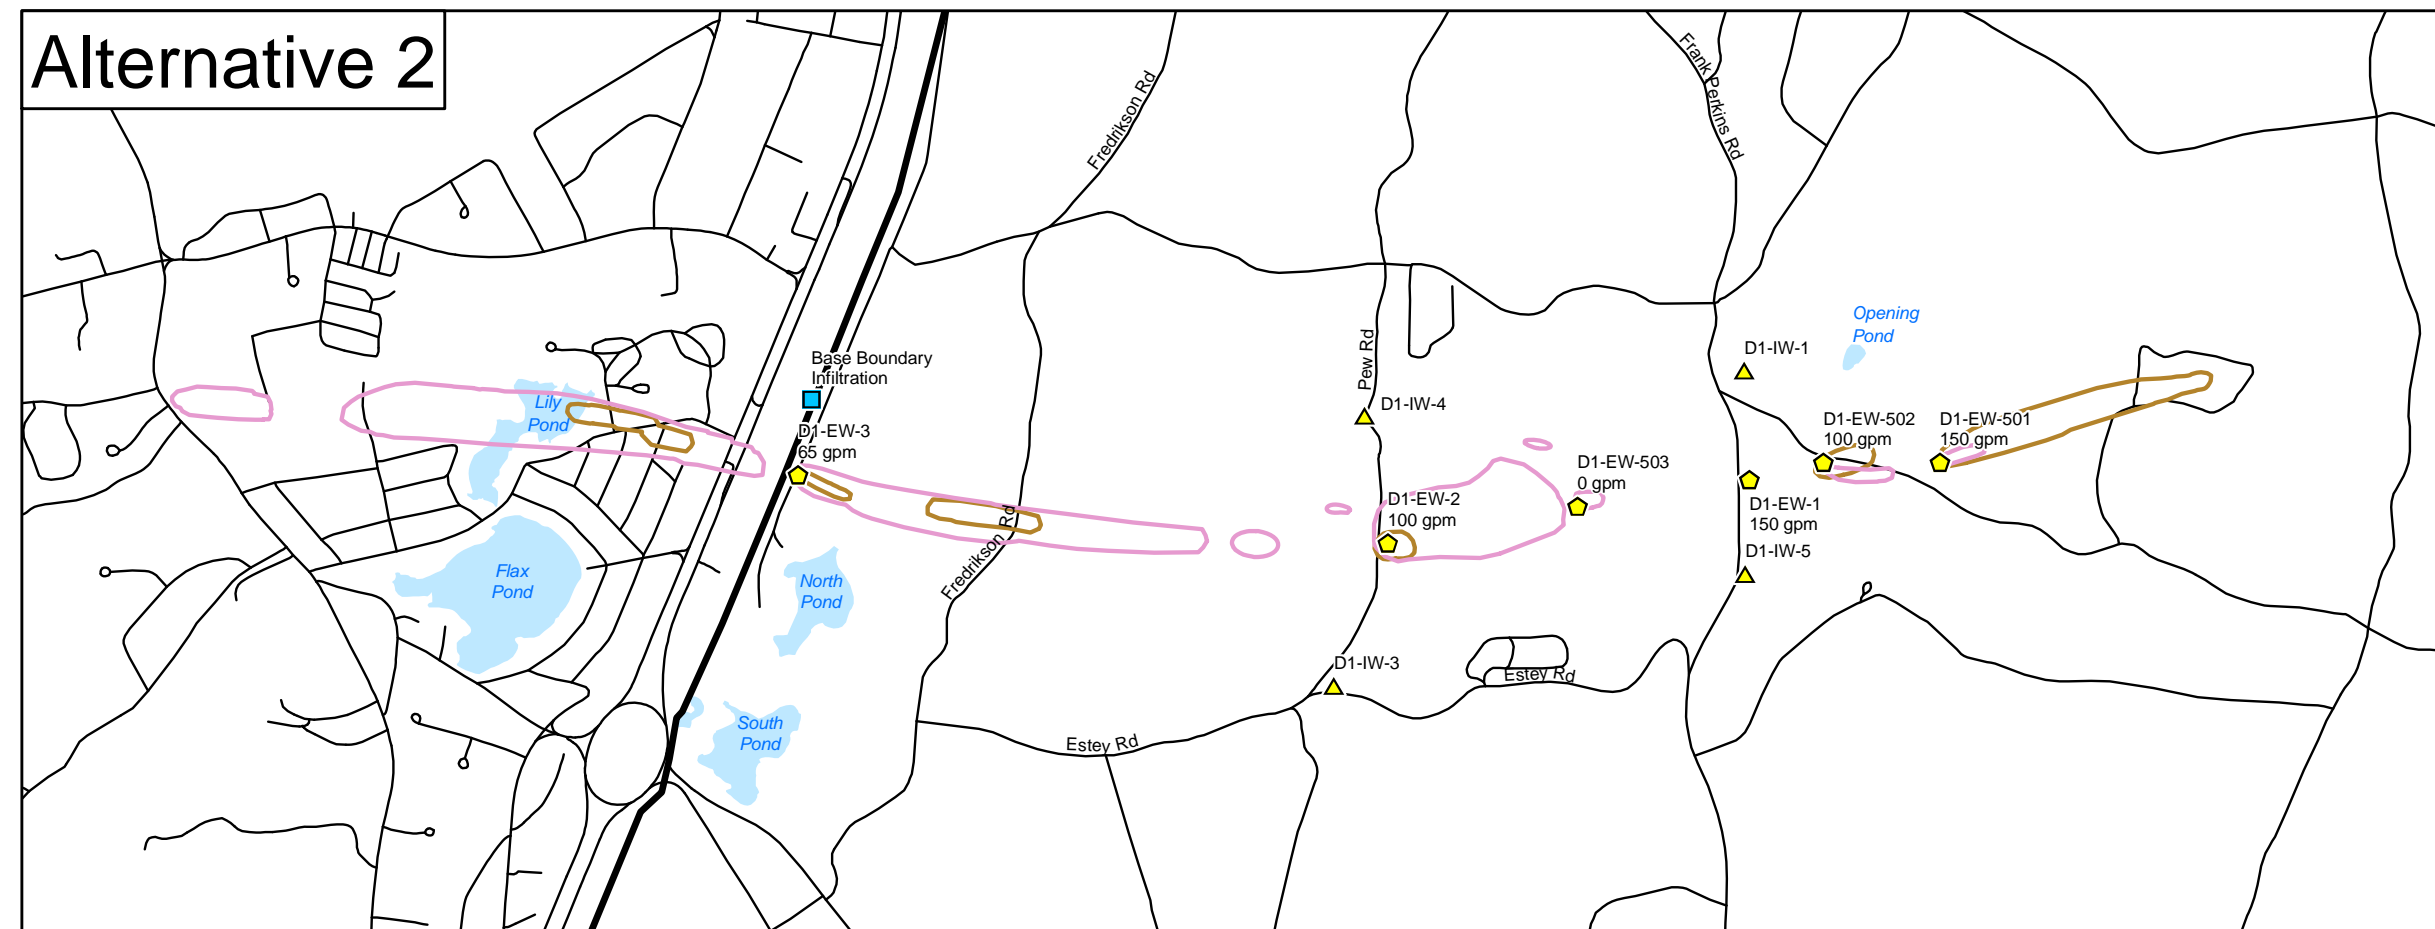 Alternative 2
Frank Perkins Rd
Fredrikson Rd
Opening
Pond
Base Boundary
Infiltration
Pew Rd
D1-IW-1
Lily
Pond
D1-IW-4
D1-EW-3
65 gpm
D1-EW-502
100 gpm
D1-EW-501
150 gpm
D1-EW-503
0 gpm
D1-EW-2
100 gpm
D1-EW-1
150 gpm
Fredrikson Rd
D1-IW-5
Flax
Pond
North
Pond
D1-IW-3
Estey Rd
South
Pond
Estey Rd